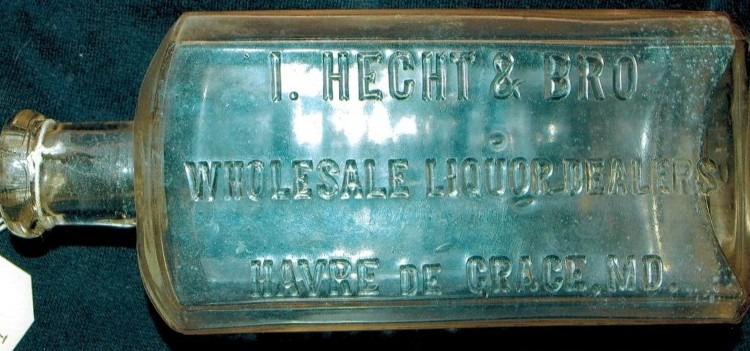 I. HECHT & BRO.
WHOLESALE LIQUOR DEALERS
HAVRE DE GRACE, MD.